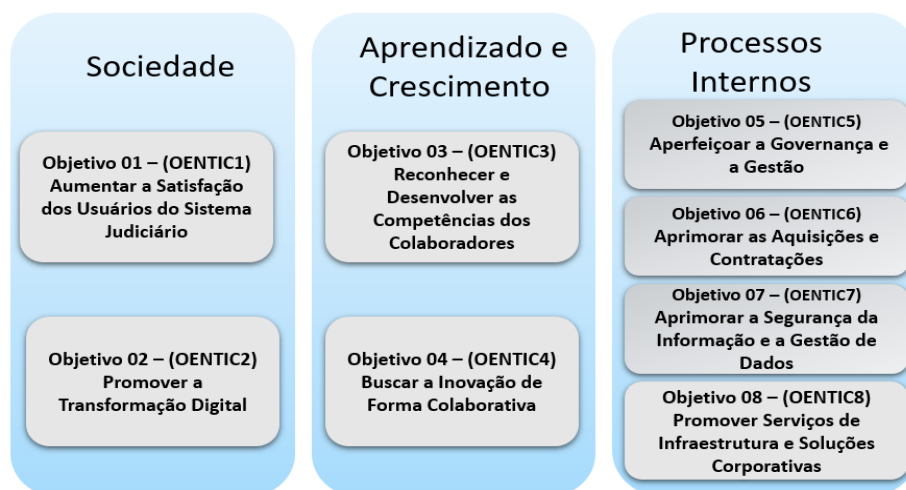 Sociedade
Objetivo 01 – (OENTIC1)
Aumentar a Satisfação
dos Usuários do Sistema
Judiciário
Objetivo 02 – (OENTIC2)
Promover a
Transformação Digital
Aprendizado e
Crescimento
Objetivo 03 – (OENTIC3)
Reconhecer e
Desenvolver as
Competências dos
Colaboradores
Objetivo 04 – (OENTIC4)
Buscar a Inovação de
Forma Colaborativa
Processos
Internos
Objetivo 05 – (OENTIC5)
Aperfeiçoar a Governança e
a Gestão
Objetivo 06 – (OENTIC6)
Aprimorar as Aquisições e
Contratações
Objetivo 07 – (OENTIC7)
Aprimorar a Segurança da
Informação e a Gestão de
Dados
Objetivo 08 – (OENTIC8)
Promover Serviços de
Infraestrutura e Soluções
Corporativas